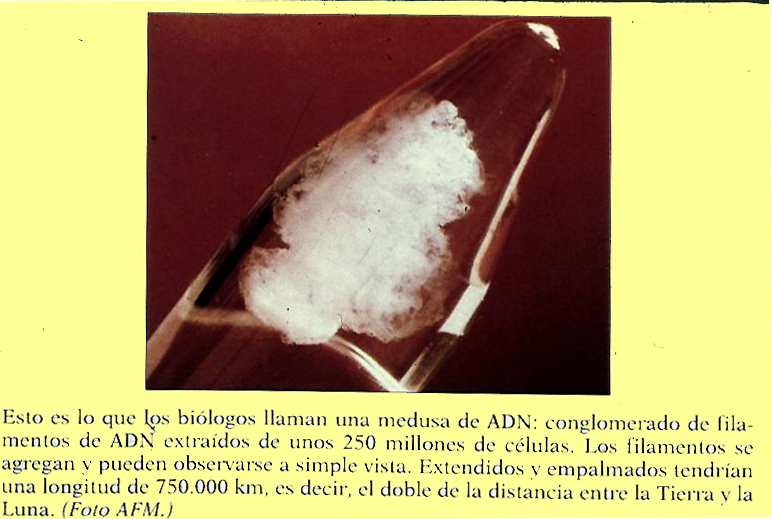 Esto es lo que los biólogos llaman una medusa de ADN: conglomerado de fila-
mentos de ADN extraídos de unos 250 millones de células. Los filamentos se
agregan y pueden observarse a simple vista. Extendidos y empalmados tendrían
una longitud de 750.000 km, es decir, el doble de la distancia entre la Tierra y la
Luna. (Foto AFM.)